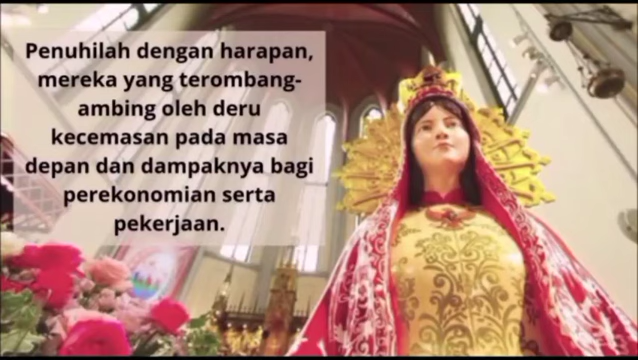 Penuhilah dengan harapan,
mereka yang terombang-
ambing oleh deru
kecemasan pada masa
depan dan dampaknya bagi
perekonomian serta
pekerjaan.